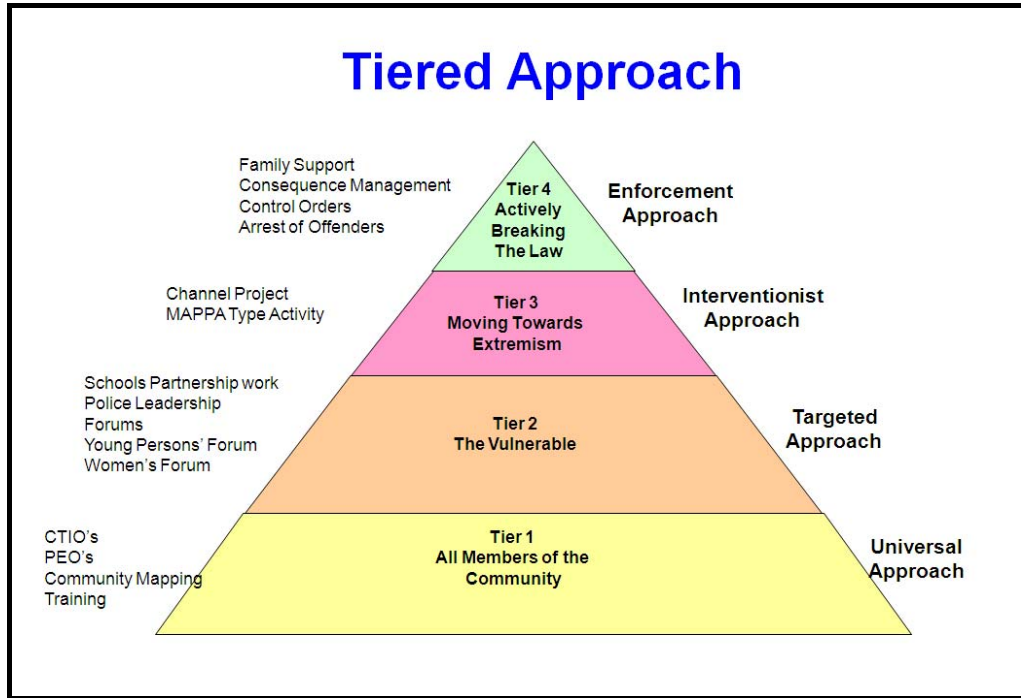 Tiered Approach
Family Support
Consequence Management
Control Orders
Arrest of Offenders
Tier 4
Actively
Breaking
The Law
Enforcement
Approach
Channel Project
MAPPA Type Activity
Tier 3
Moving Towards
Extremism
Interventionist
Approach
Schools Partnership work
Police Leadership
Forums
Young Persons' Forum
Women's Forum
Tier 2
The Vulnerable
Targeted
Approach
CTIO's
PEO's
Community Mapping
Training
Tier 1
All Members of the
Community
Universal
Approach